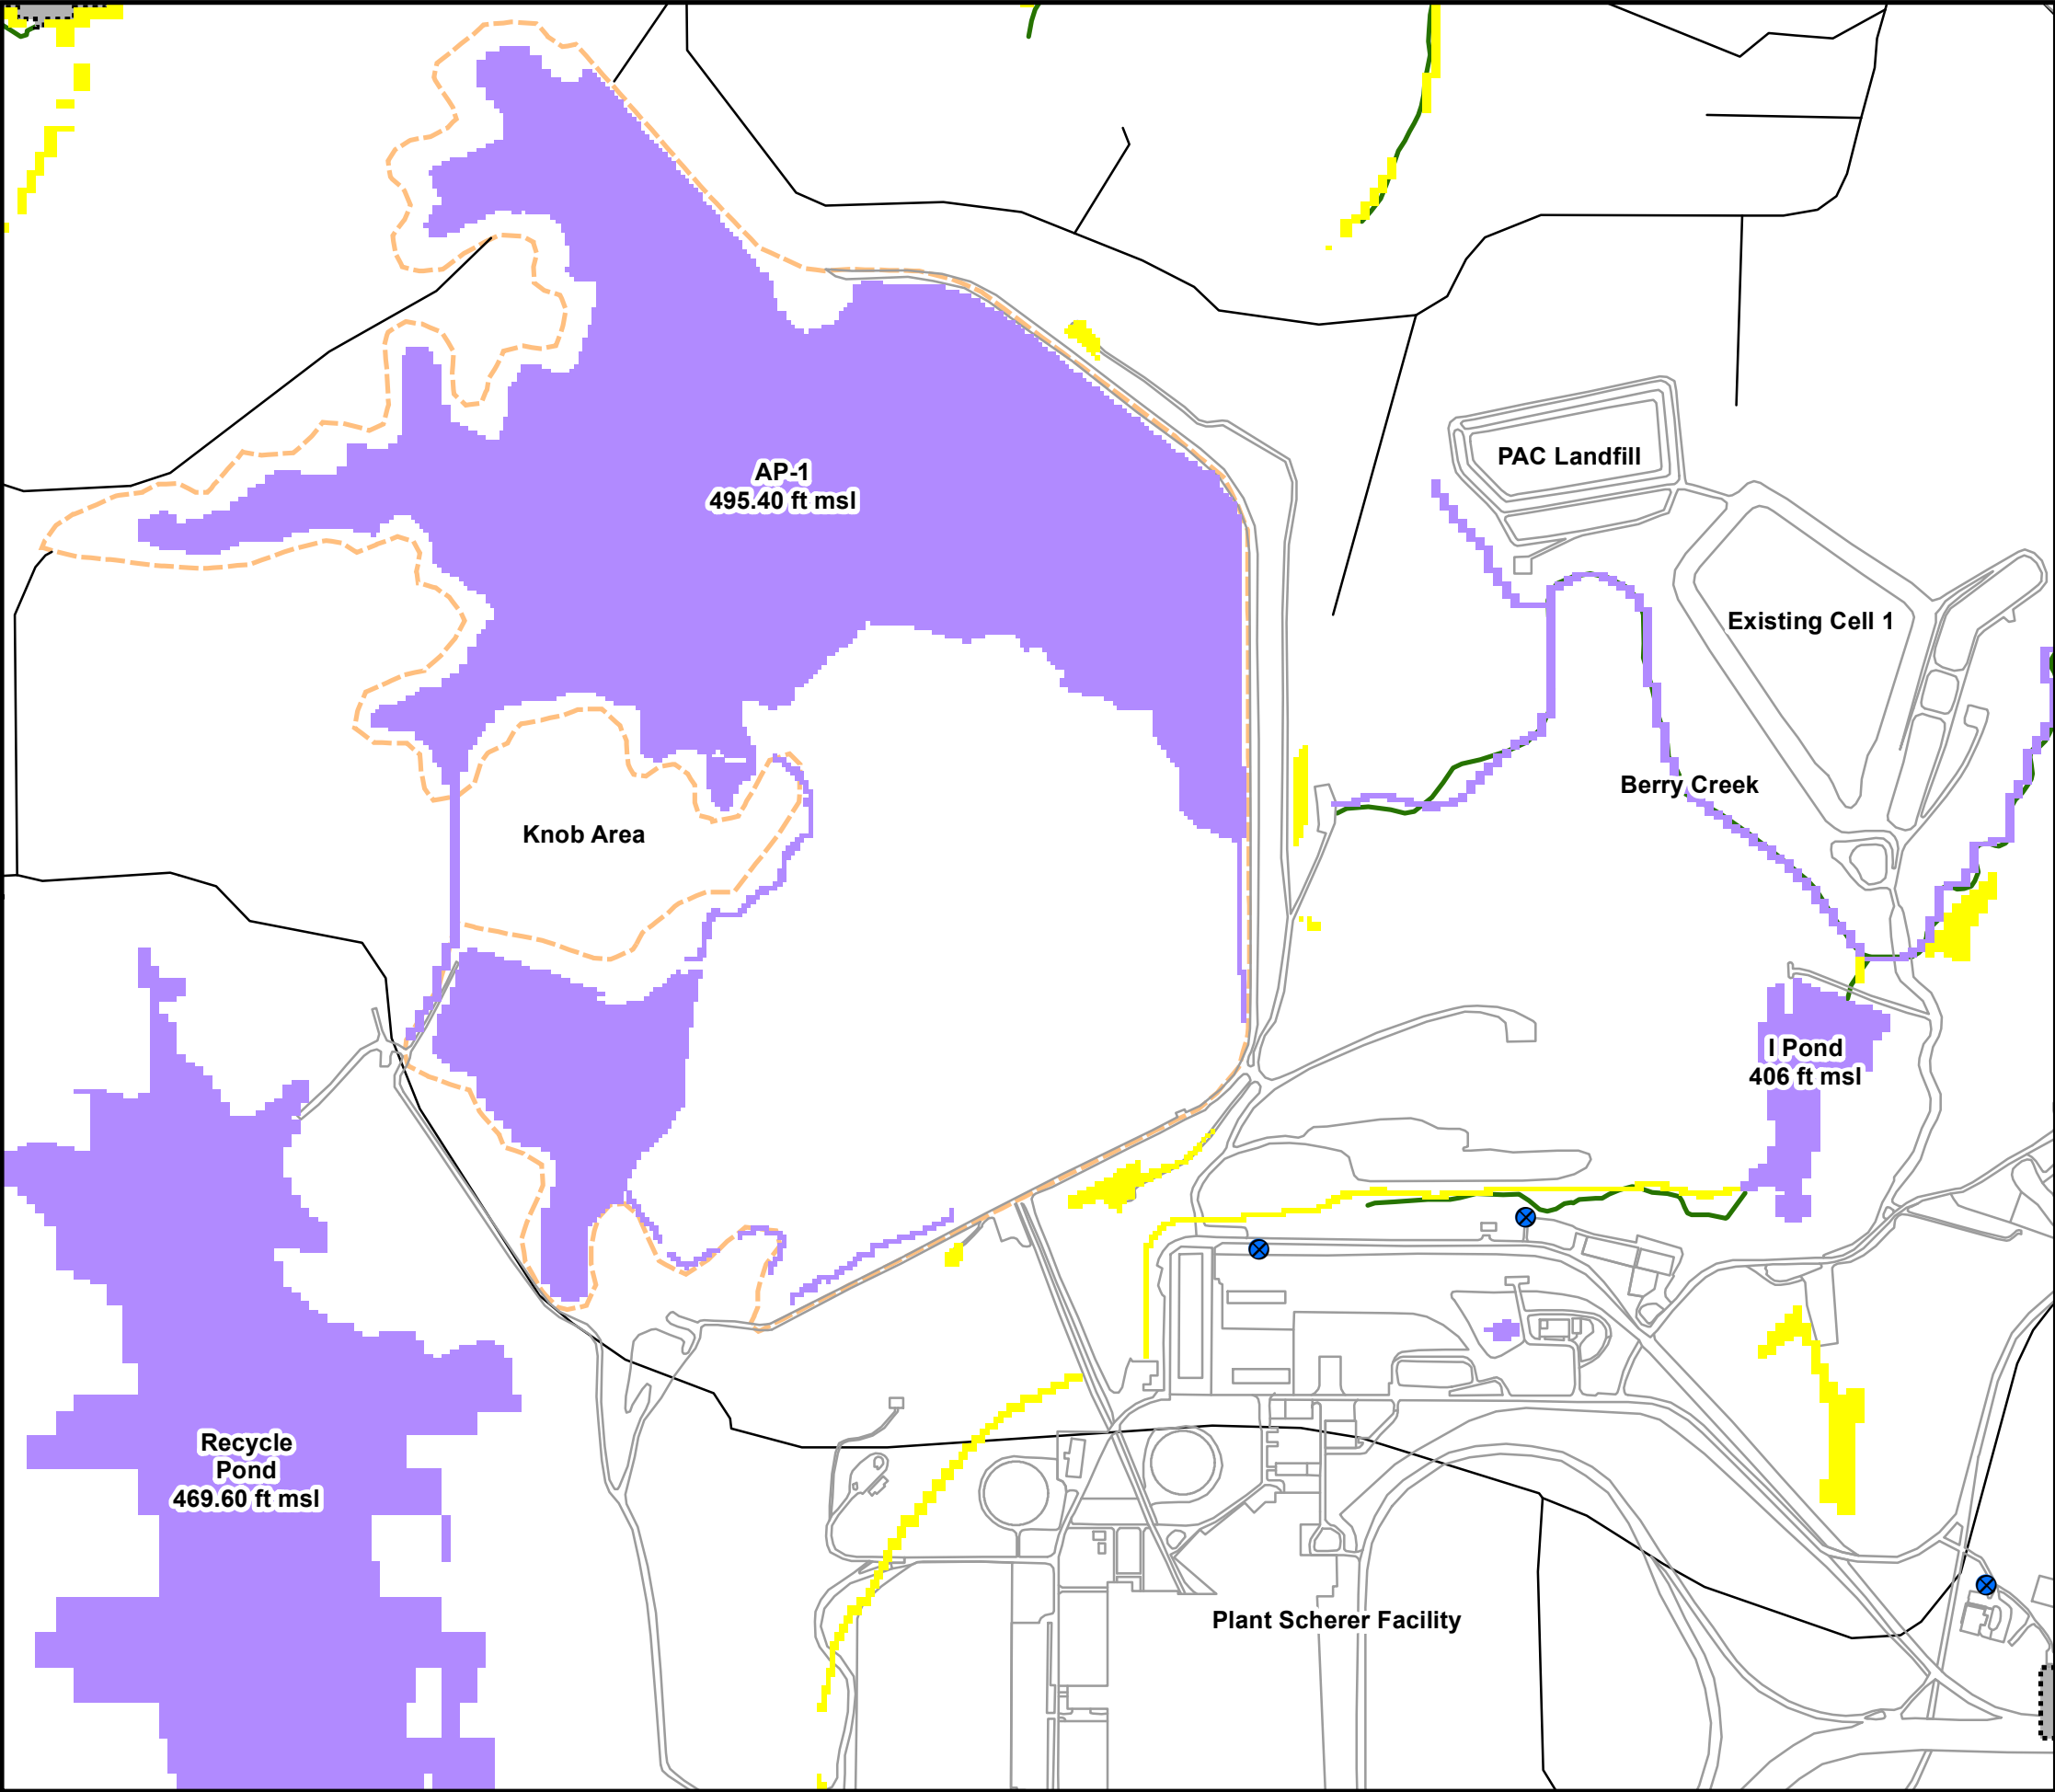 AP-1
495.40 ft msl
PAC Landfill
Existing Cell 1
Berry Creek
Knob Area
I Pond
406 ft msl
Recycle
Pond
469.60 ft msl
Plant Scherer Facility